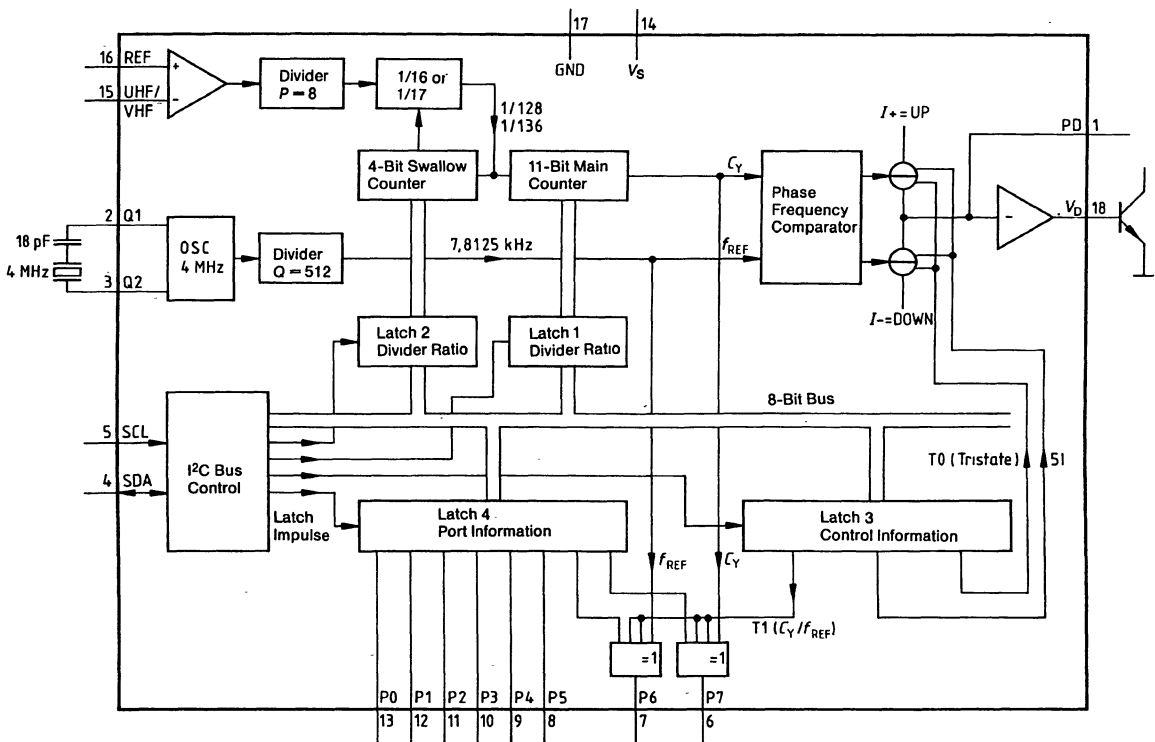 17
14
GND
VS
16 REF
15 UHF/
VHF
Divider
P = 8
1/16 or
1/17
1/128
1/136
I+=UP
PD 1
4-Bit Swallow
Counter
11-Bit Main
Counter
CY
Phase
Frequency
Comparator
VD 18
2 Q1
18 pF
4 MHz
3 Q2
OSC
4 MHz
Divider
Q = 512
7,8125 kHz
fREF
I-=DOWN
Latch 2
Divider Ratio
Latch 1
Divider Ratio
8-Bit Bus
5 SCL
4 SDA
I²C Bus
Control
T0 (Tristate)
5I
Latch
Impulse
Latch 4
Port Information
Latch 3
Control Information
fREF
CY
T1 (CY/fREF)
=1
=1
P0 P1 P2 P3 P4 P5 P6 P7
13 12 11 10 9 8 7 6